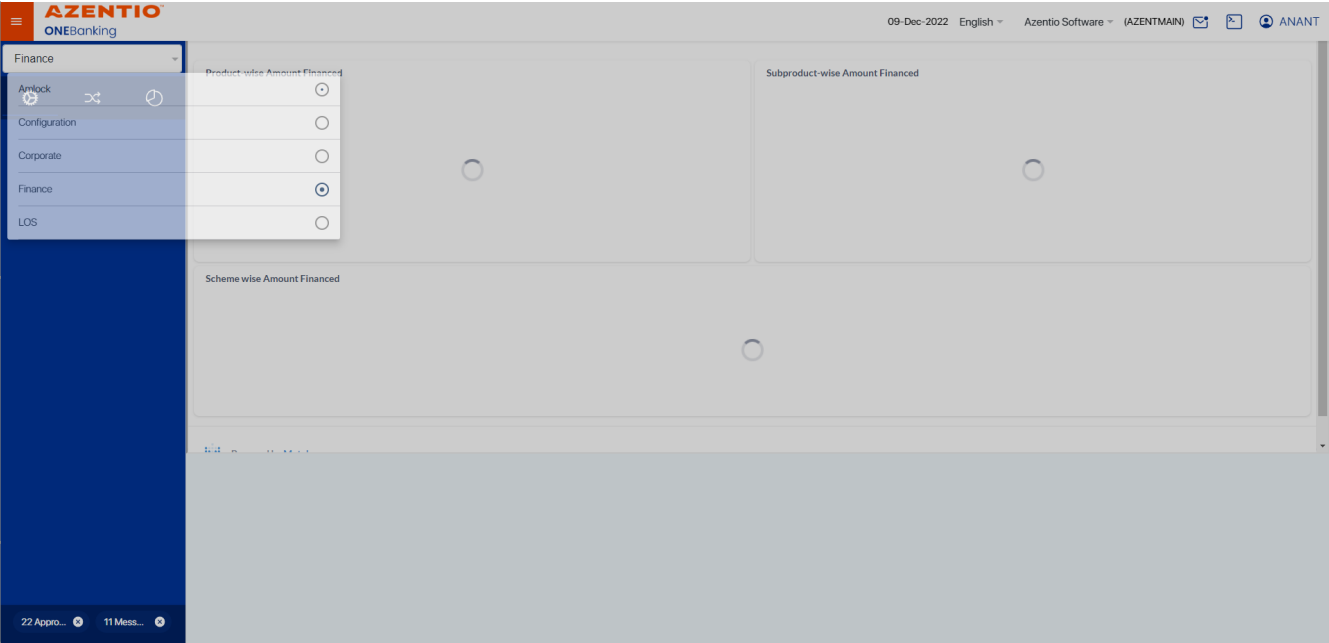 AZENTIO
ONEBanking
09-Dec-2022 English Azentio Software (AZENTMAIN) ANANT
Finance
Product-wise Amount Financed
Subproduct-wise Amount Financed
Amlock
Configuration
Corporate
Finance
LOS
Scheme wise Amount Financed
22 Appro...
11 Mess...